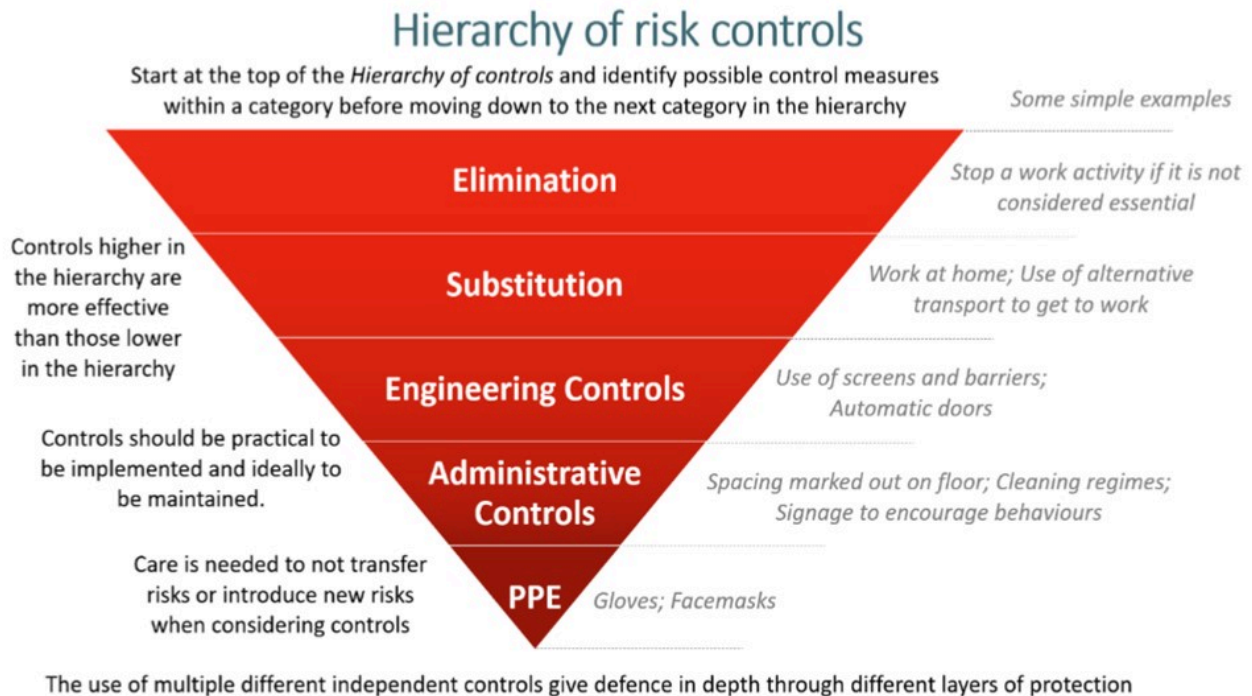 Hierarchy of risk controls
Start at the top of the Hierarchy of controls and identify possible control measures
within a category before moving down to the next category in the hierarchy
Some simple examples
Elimination
Stop a work activity if it is not
considered essential
Controls higher in
the hierarchy are
more effective
than those lower
in the hierarchy
Substitution
Work at home; Use of alternative
transport to get to work
Engineering Controls
Use of screens and barriers;
Automatic doors
Controls should be practical to
be implemented and ideally to
be maintained.
Administrative
Controls
Spacing marked out on floor; Cleaning regimes;
Signage to encourage behaviours
Care is needed to not transfer
risks or introduce new risks
when considering controls
PPE
Gloves; Facemasks
The use of multiple different independent controls give defence in depth through different layers of protection